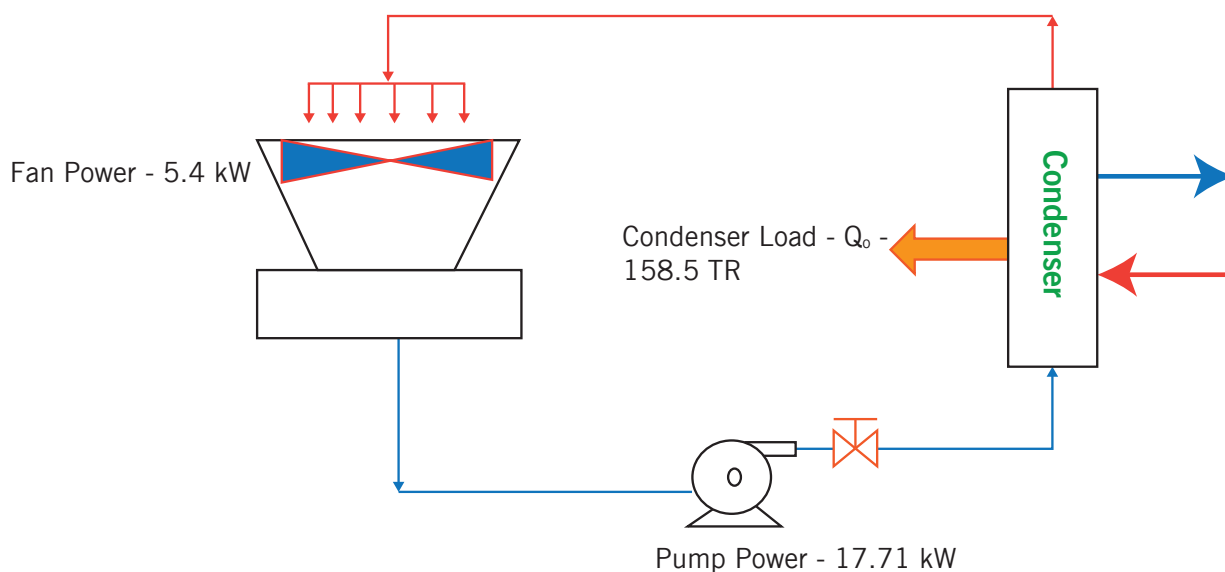 Fan Power - 5.4 kW
Condenser Load - Qₒ -
158.5 TR
Condenser
Pump Power - 17.71 kW